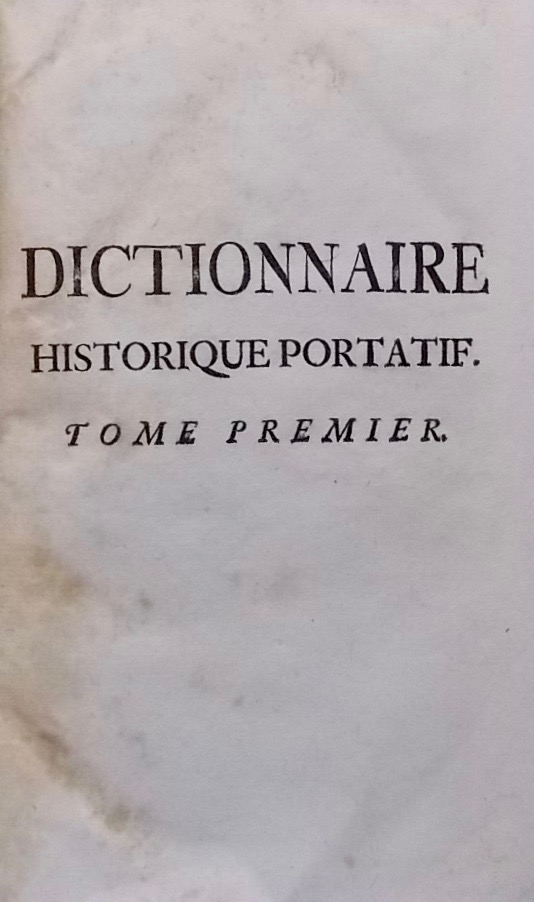 DICTIONNAIRE
HISTORIQUE PORTATIF.
TOME PREMIER.